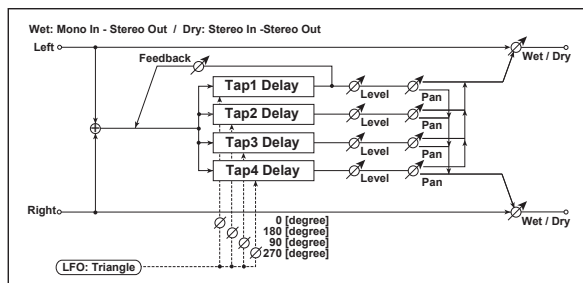 Wet: Mono In - Stereo Out / Dry: Stereo In -Stereo Out
Left
Wet / Dry
Feedback
Tap1 Delay
Level
Pan
Tap2 Delay
Level
Pan
Tap3 Delay
Level
Pan
Tap4 Delay
Level
Pan
Right
Wet / Dry
0 [degree]
180 [degree]
90 [degree]
270 [degree]
LFO: Triangle